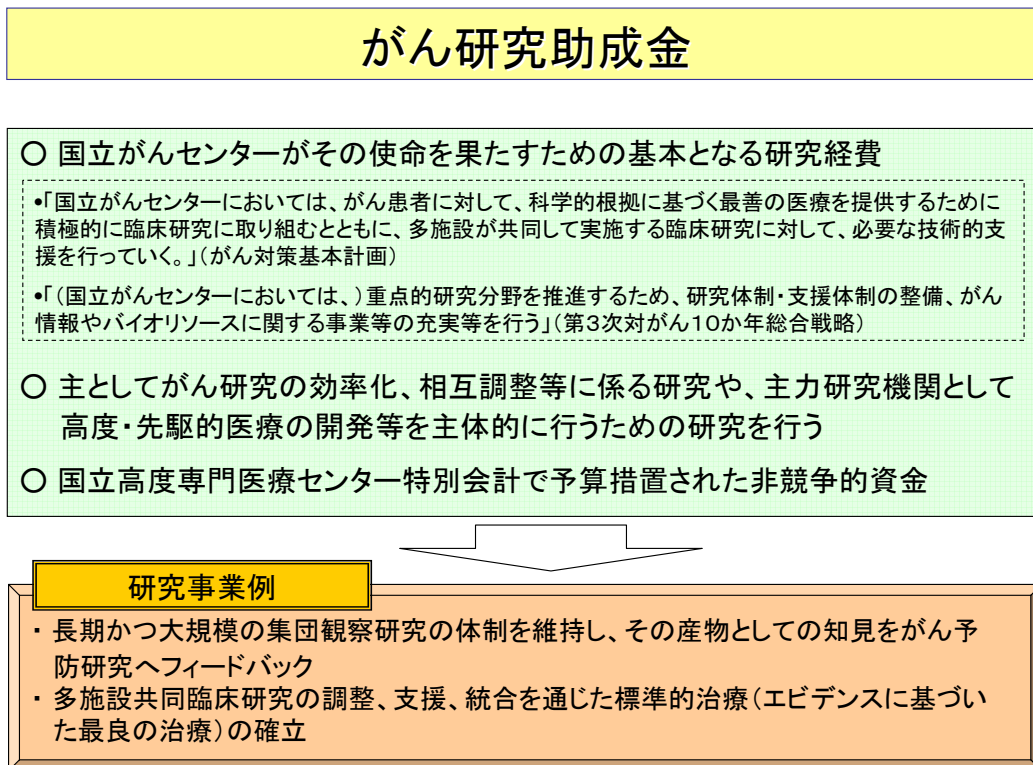 がん研究助成金
○ 国立がんセンターがその使命を果たすための基本となる研究経費
•「国立がんセンターにおいては、がん患者に対して、科学的根拠に基づく最善の医療を提供するために
積極的に臨床研究に取り組むとともに、多施設が共同して実施する臨床研究に対して、必要な技術的支
援を行っていく。」（がん対策基本計画）
•「（国立がんセンターにおいては、）重点的研究分野を推進するため、研究体制・支援体制の整備、がん
情報やバイオリソースに関する事業等の充実等を行う」（第３次対がん１０か年総合戦略）
○ 主としてがん研究の効率化、相互調整等に係る研究や、主力研究機関として
高度・先駆的医療の開発等を主体的に行うための研究を行う
○ 国立高度専門医療センター特別会計で予算措置された非競争的資金
研究事業例
・ 長期かつ大規模の集団観察研究の体制を維持し、その産物としての知見をがん予
防研究へフィードバック
・ 多施設共同臨床研究の調整、支援、統合を通じた標準的治療（エビデンスに基づい
た最良の治療）の確立